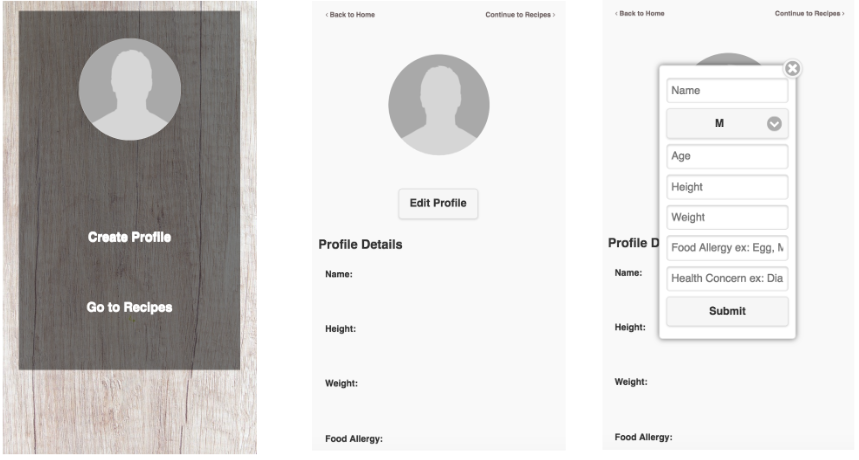 Create Profile
Go to Recipes
‹ Back to Home
Continue to Recipes ›
Edit Profile
Profile Details
Name:
Height:
Weight:
Food Allergy:
‹ Back to Home
Continue to Recipes ›
Name
M
Age
Height
Weight
Food Allergy ex: Egg, M
Health Concern ex: Dia
Submit
Profile D
Name:
Height:
Weight:
Food Allergy: